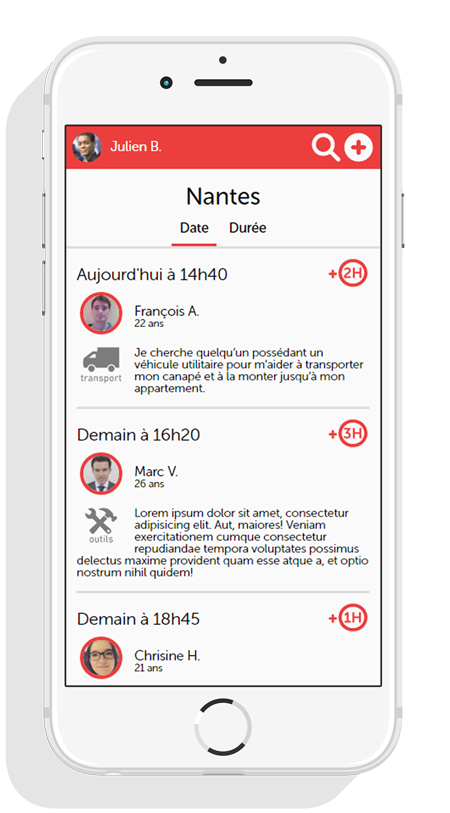 Julien B.
Nantes
Date Durée
Aujourd'hui à 14h40 +2H
François A.
22 ans
transport
Je cherche quelqu'un possédant un
véhicule utilitaire pour m'aider à transporter
mon canapé et à la monter jusqu'à mon
appartement.
Demain à 16h20 +3H
Marc V.
26 ans
outils
Lorem ipsum dolor sit amet, consectetur
adipisicing elit. Aut, maiores! Veniam
exercitationem cumque consectetur
repudiandae tempora voluptates possimus
delectus maxime provident quam esse atque a, et optio
nostrum nihil quidem!
Demain à 18h45 +1H
Chrisine H.
21 ans